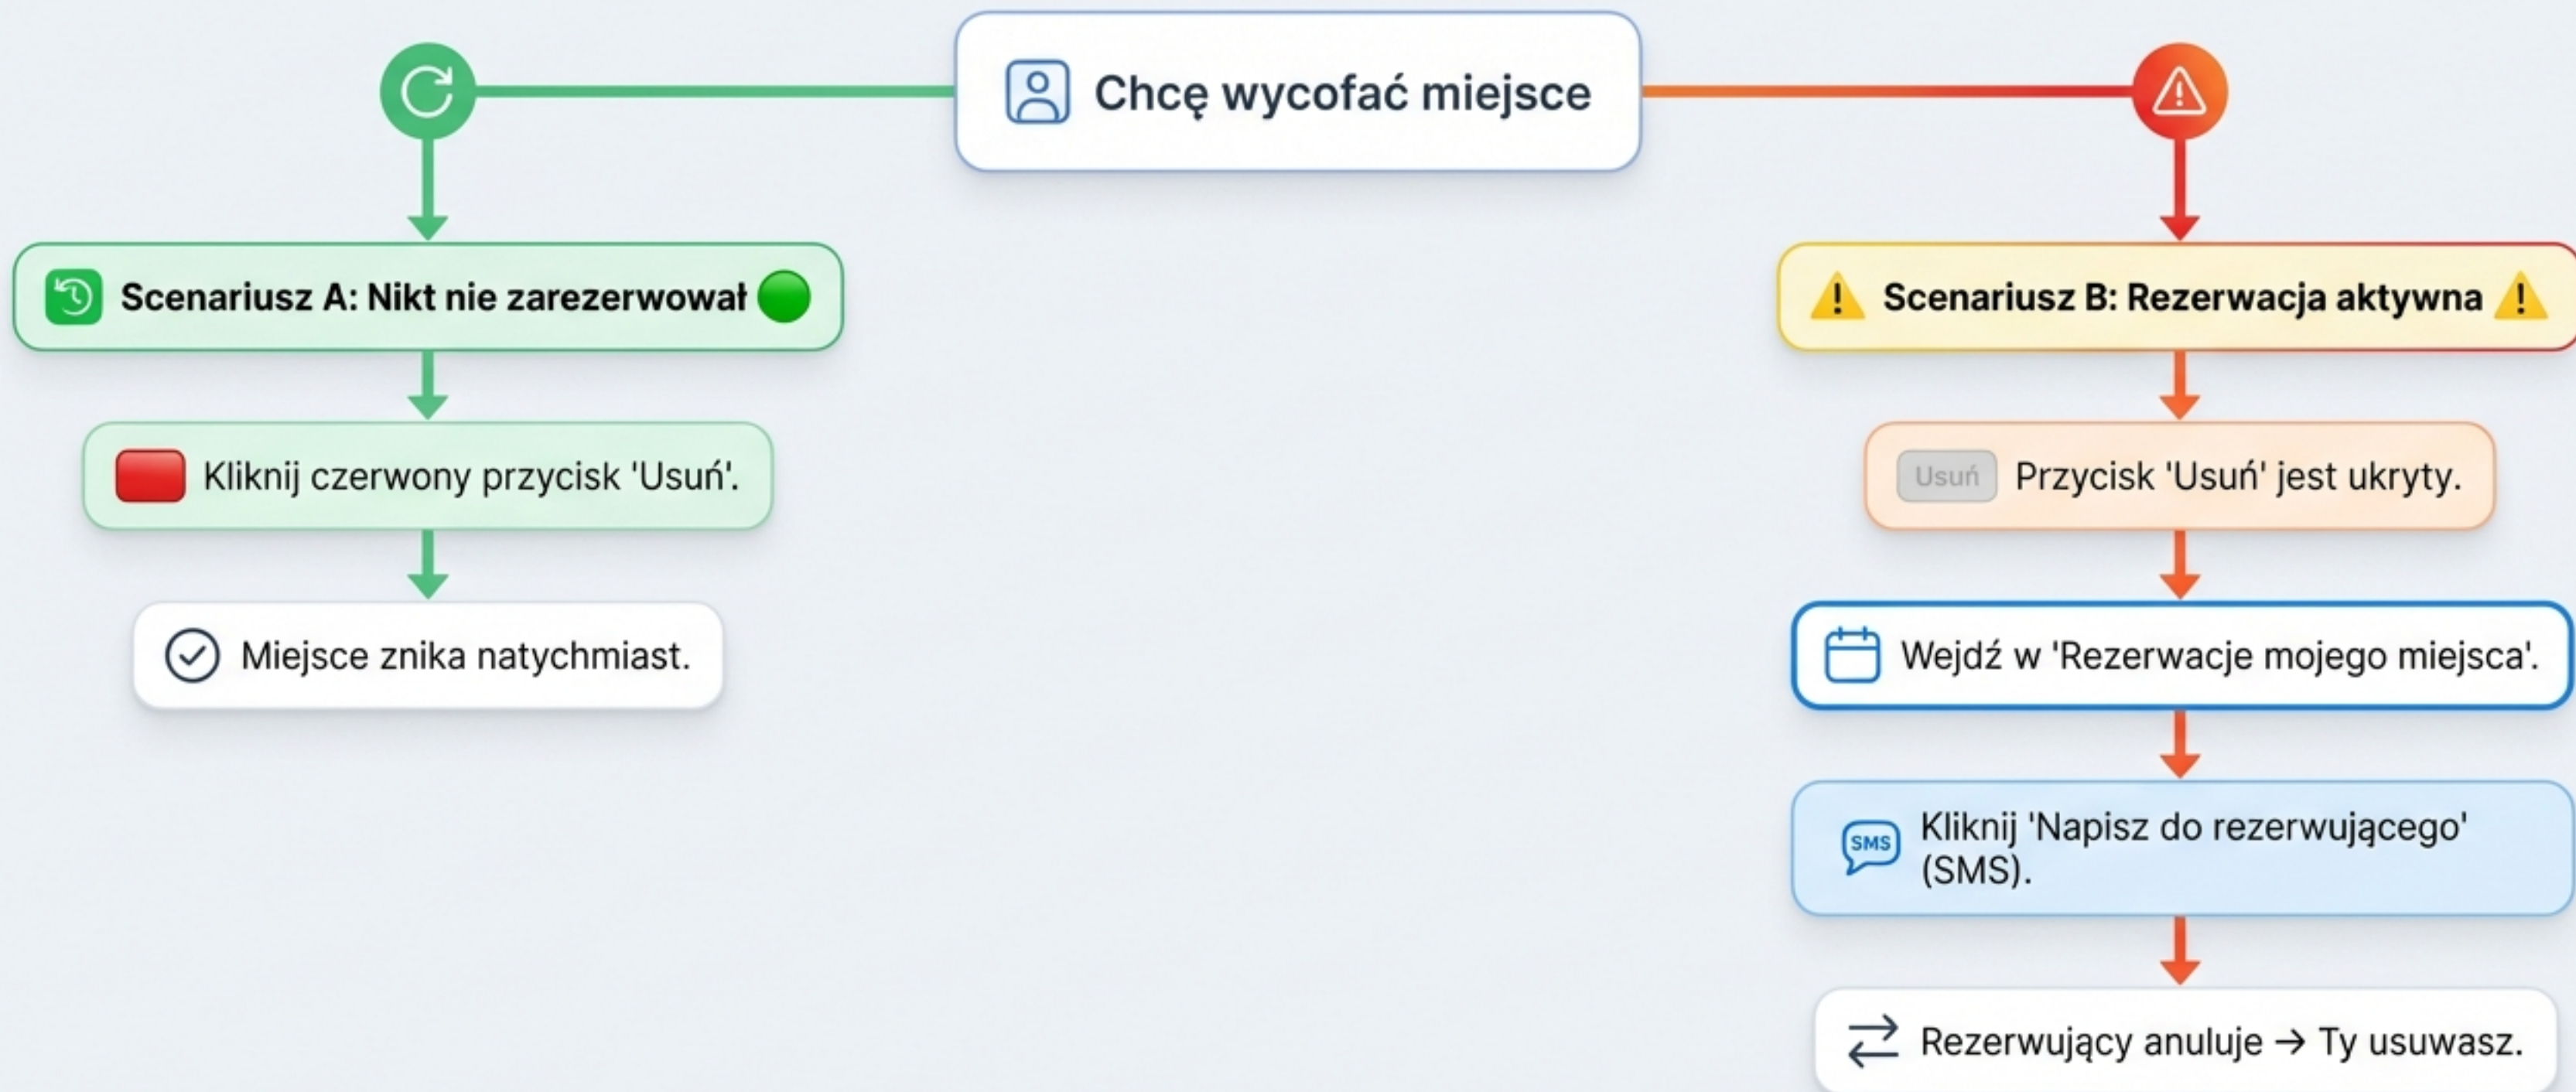 Chcę wycofać miejsce
Scenariusz A: Nikt nie zarezerwował
Kliknij czerwony przycisk 'Usuń'.
Miejsce znika natychmiast.
Scenariusz B: Rezerwacja aktywna
Usuń Przycisk 'Usuń' jest ukryty.
Wejdź w 'Rezerwacje mojego miejsca'.
SMS
Kliknij 'Napisz do rezerwującego'
(SMS).
Rezerwujący anuluje → Ty usuwasz.